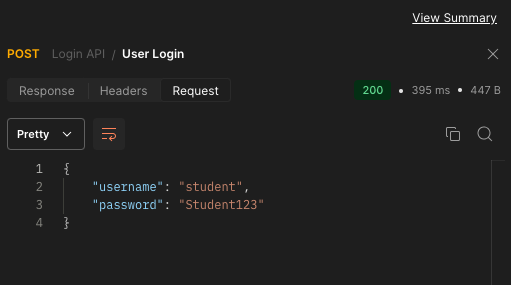 View Summary
POST Login API / User Login
Response Headers Request 200 • 395 ms • 447 B
Pretty
1 {
2 "username": "student",
3 "password": "Student123"
4 }